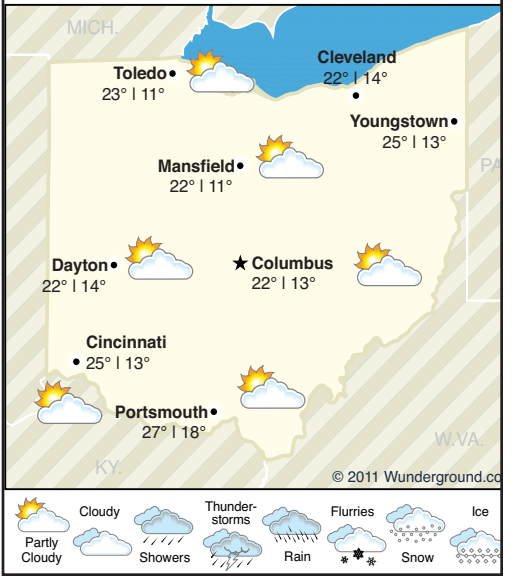 MICH.
Cleveland
22° | 14°
Toledo
23° | 11°
Youngstown
25° | 13°
Mansfield
22° | 11°
PA
Dayton
22° | 14°
Columbus
22° | 13°
Cincinnati
25° | 13°
Portsmouth
27° | 18°
W.VA.
KY.
© 2011 Wunderground.co
Partly
Cloudy
Cloudy
Showers
Thunder-
storms
Rain
Flurries
Snow
Ice